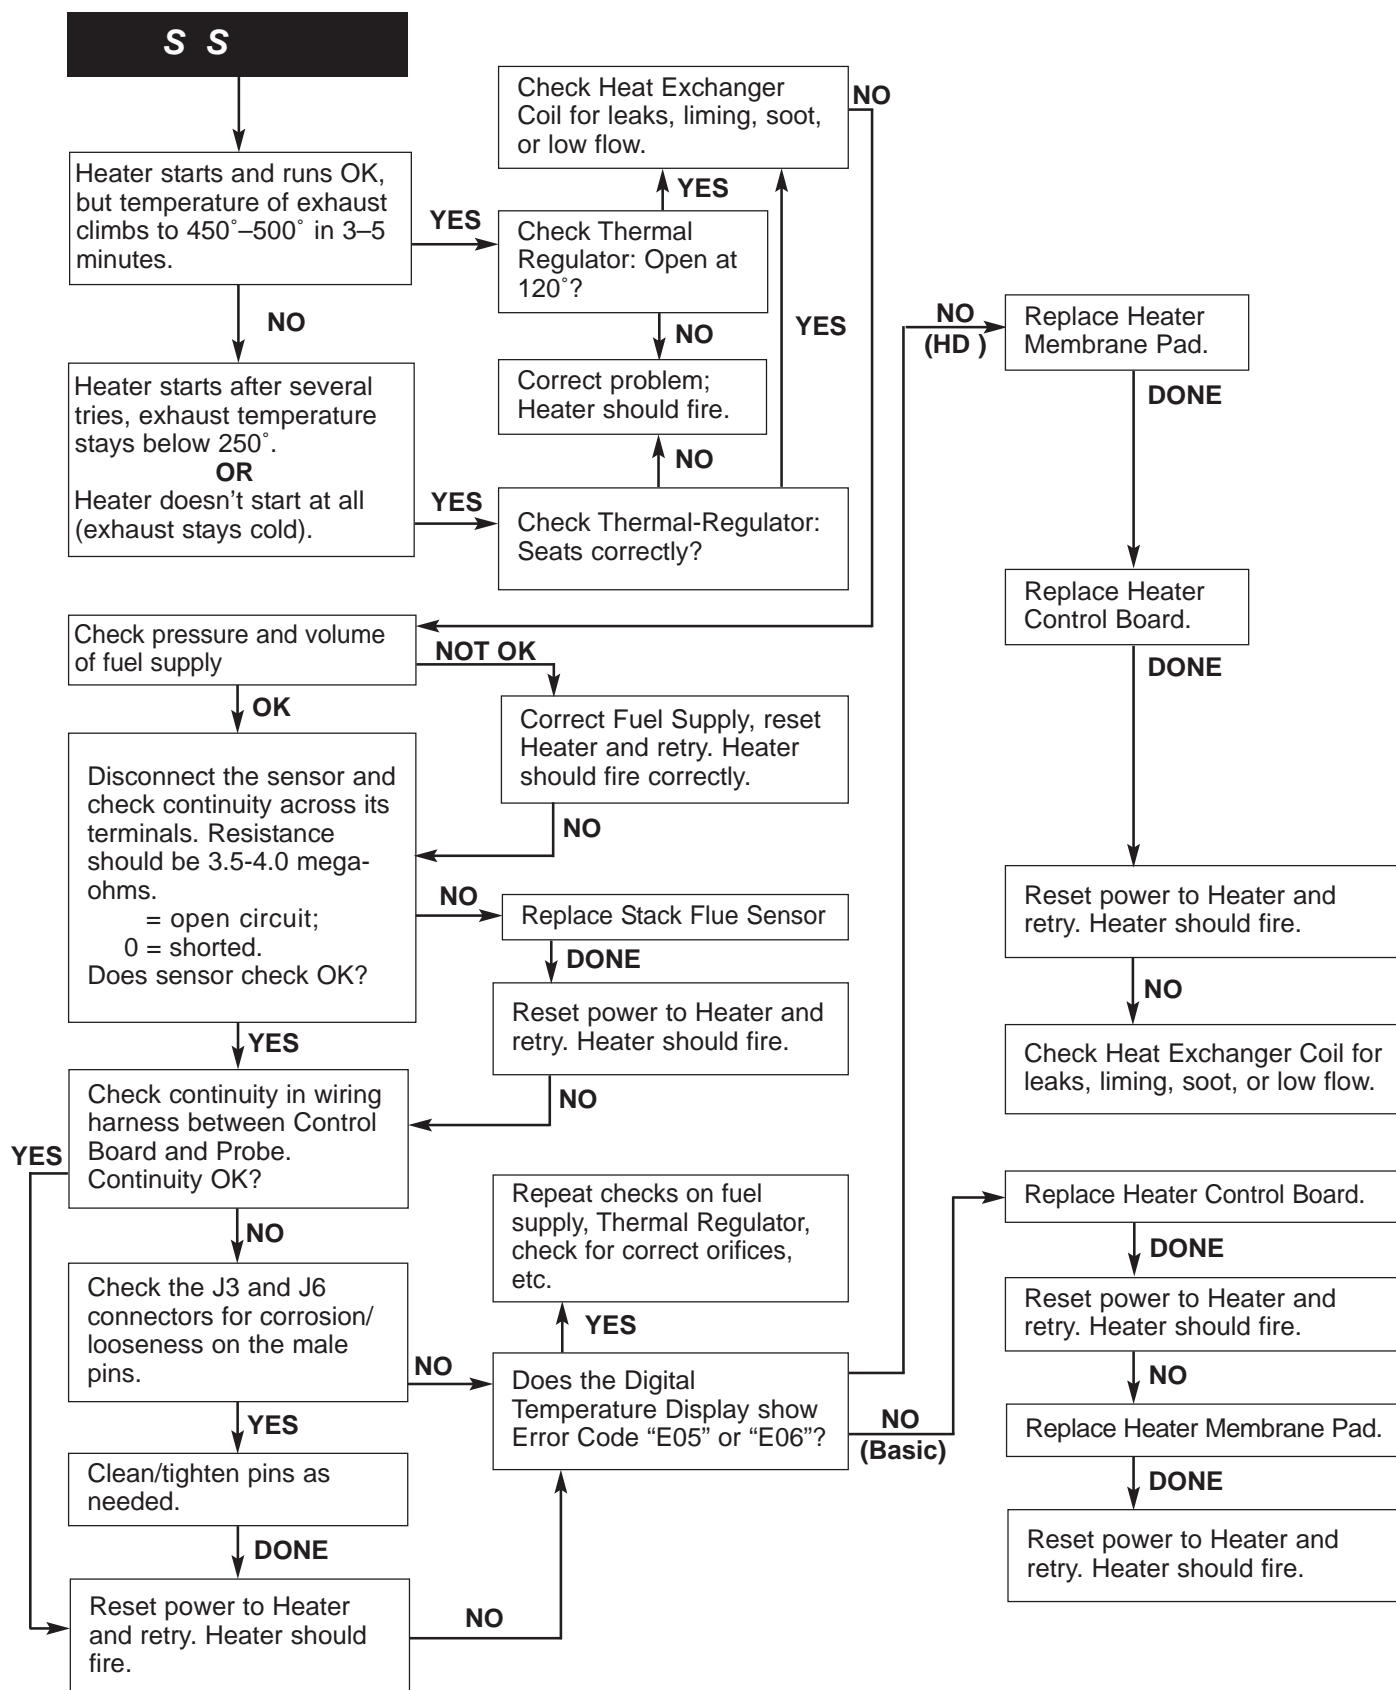 S S
Heater starts and runs OK,
but temperature of exhaust
climbs to 450˚–500˚ in 3–5
minutes.
YES
NO
Check Heat Exchanger
Coil for leaks, liming, soot,
or low flow.
NO
YES
Check Thermal
Regulator: Open at
120˚?
NO
YES
Correct problem;
Heater should fire.
NO
Heater starts after several
tries, exhaust temperature
stays below 250˚.
OR
Heater doesn't start at all
(exhaust stays cold).
YES
Check Thermal-Regulator:
Seats correctly?
Check pressure and volume
of fuel supply
NOT OK
OK
Correct Fuel Supply, reset
Heater and retry. Heater
should fire correctly.
NO
Disconnect the sensor and
check continuity across its
terminals. Resistance
should be 3.5-4.0 mega-
ohms.
= open circuit;
0 = shorted.
Does sensor check OK?
NO
Replace Stack Flue Sensor
DONE
Reset power to Heater and
retry. Heater should fire.
NO
YES
Check continuity in wiring
harness between Control
Board and Probe.
Continuity OK?
YES
NO
Check the J3 and J6
connectors for corrosion/
looseness on the male
pins.
NO
YES
Clean/tighten pins as
needed.
DONE
Reset power to Heater
and retry. Heater should
fire.
NO
Repeat checks on fuel
supply, Thermal Regulator,
check for correct orifices,
etc.
YES
Does the Digital
Temperature Display show
Error Code “E05” or “E06”?
NO
(Basic)
NO
(HD )
Replace Heater
Membrane Pad.
DONE
Replace Heater
Control Board.
DONE
Reset power to Heater and
retry. Heater should fire.
NO
Check Heat Exchanger Coil for
leaks, liming, soot, or low flow.
Replace Heater Control Board.
DONE
Reset power to Heater and
retry. Heater should fire.
NO
Replace Heater Membrane Pad.
DONE
Reset power to Heater and
retry. Heater should fire.